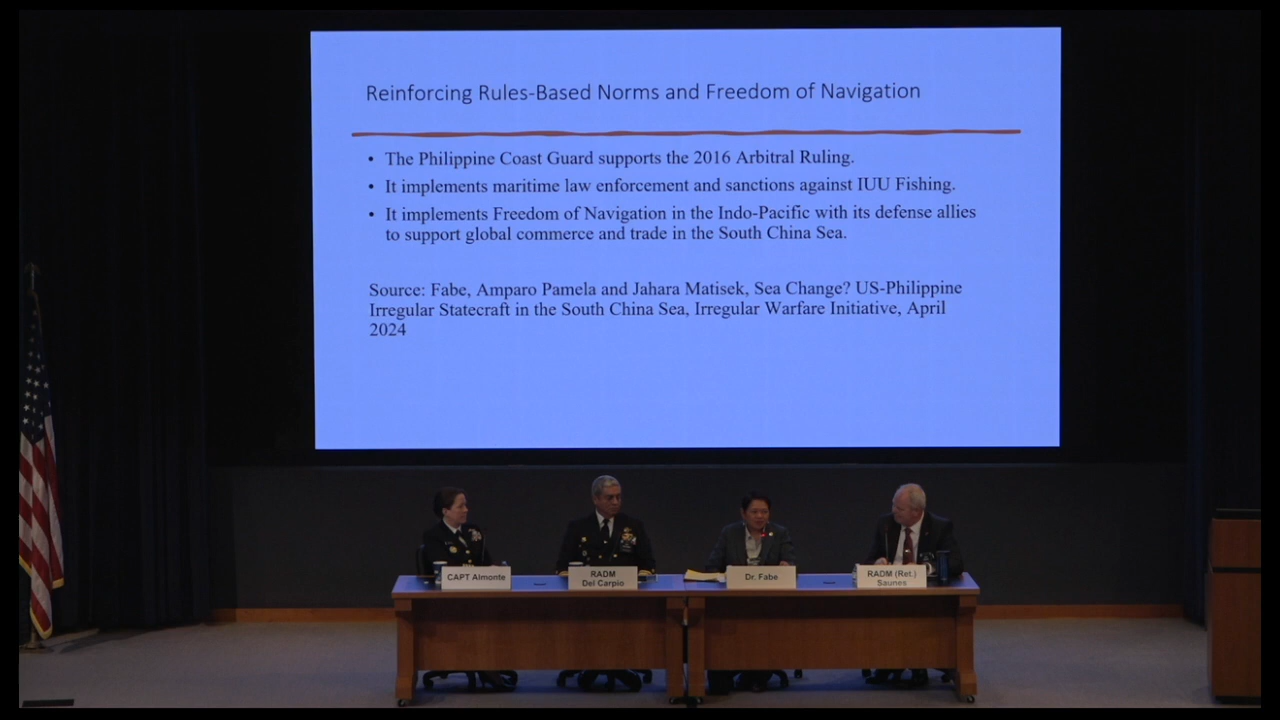 Reinforcing Rules-Based Norms and Freedom of Navigation
• The Philippine Coast Guard supports the 2016 Arbitral Ruling.
• It implements maritime law enforcement and sanctions against IUU Fishing.
• It implements Freedom of Navigation in the Indo-Pacific with its defense allies
to support global commerce and trade in the South China Sea.
Source: Fabe, Amparo Pamela and Jahara Matisek, Sea Change? US-Philippine
Irregular Statecraft in the South China Sea, Irregular Warfare Initiative, April
2024
CAPT Almonte
RADM
Del Carpio
Dr. Fabe
RADM (Ret.)
Saunes